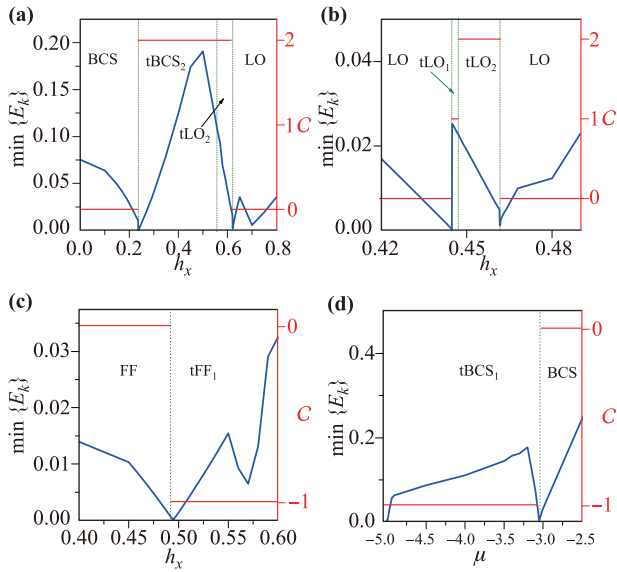 (a)
0.20
0.15
0.10
0.05
0.00
min {E_k}
BCS
tBCS_2
LO
tLO_2
2
1
0
C
0.0 0.2 0.4 0.6 0.8
h_x
(b)
0.04
0.02
0.00
min {E_k}
LO
tLO_1
tLO_2
LO
2
1
0
C
0.42 0.45 0.48
h_x
(c)
0.03
0.02
0.01
0.00
min {E_k}
FF
tFF_1
0
-1
C
0.40 0.45 0.50 0.55 0.60
h_x
(d)
0.4
0.2
0.0
min {E_k}
tBCS_1
BCS
0
-1
C
-5.0 -4.5 -4.0 -3.5 -3.0 -2.5
μ